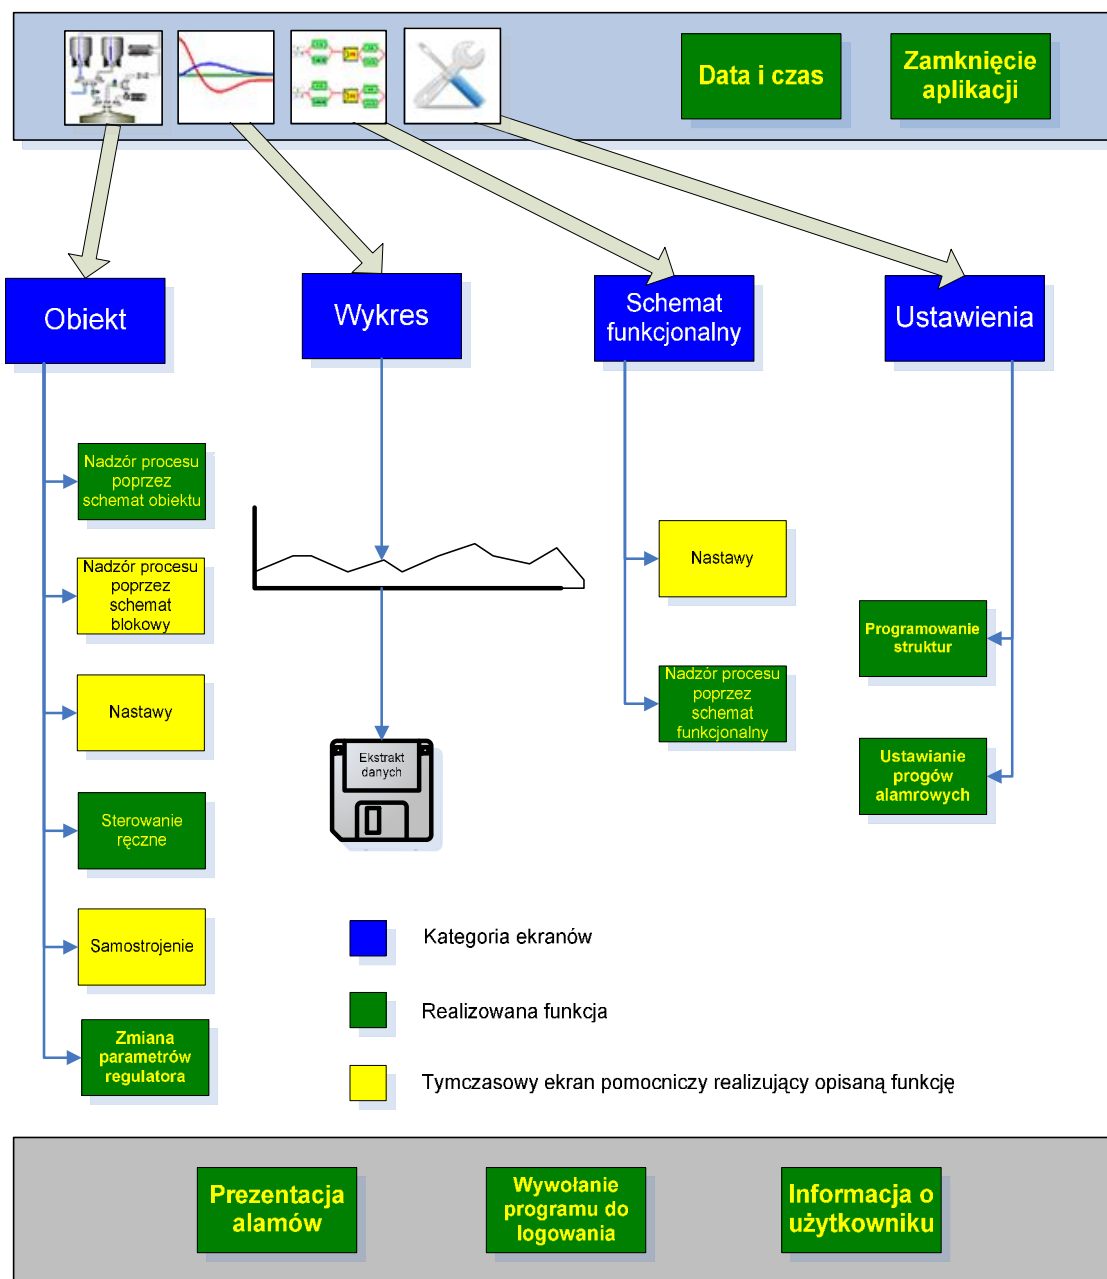 Data i czas
Zamknięcie
aplikacji
Obiekt
Wykres
Schemat
funkcjonalny
Ustawienia
Nadzór procesu
poprzez
schemat obiektu
Nadzór procesu
poprzez
schemat
blokowy
Nastawy
Sterowanie
ręczne
Samostrojenie
Zmiana
parametrów
regulatora
Ekstrakt
danych
Nastawy
Nadzór procesu
poprzez
schemat
funkcjonalny
Programowanie
struktur
Ustawianie
progów
alamrowych
Kategoria ekranów
Realizowana funkcja
Tymczasowy ekran pomocniczy realizujący opisaną funkcję
Prezentacja
alamów
Wywołanie
programu do
logowania
Informacja o
użytkowniku